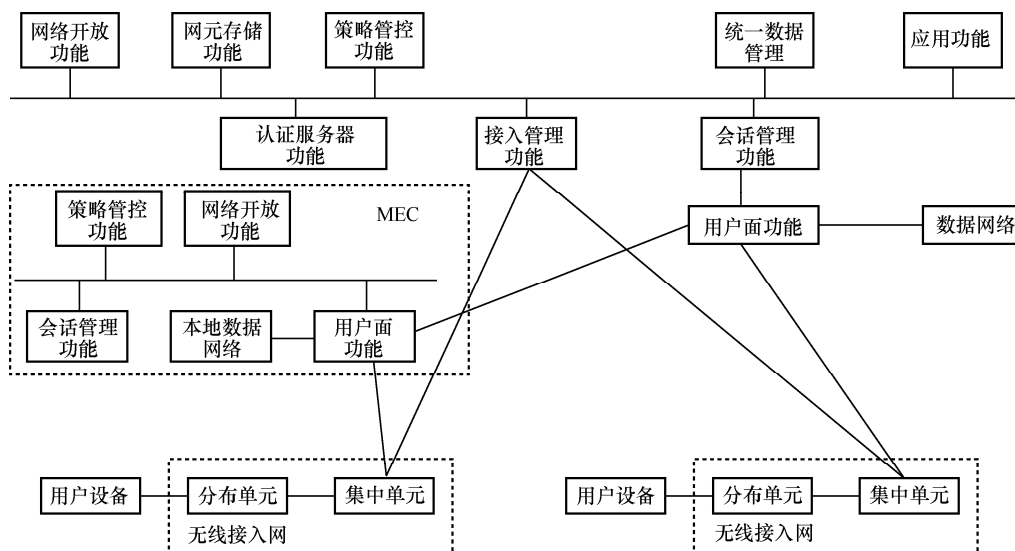 网络开放
功能
网元存储
功能
策略管控
功能
统一数据
管理
应用功能
认证服务器
功能
接入管理
功能
会话管理
功能
策略管控
功能
网络开放
功能
MEC
用户面功能
数据网络
会话管理
功能
本地数据
网络
用户面
功能
用户设备
分布单元
集中单元
无线接入网
用户设备
分布单元
集中单元
无线接入网